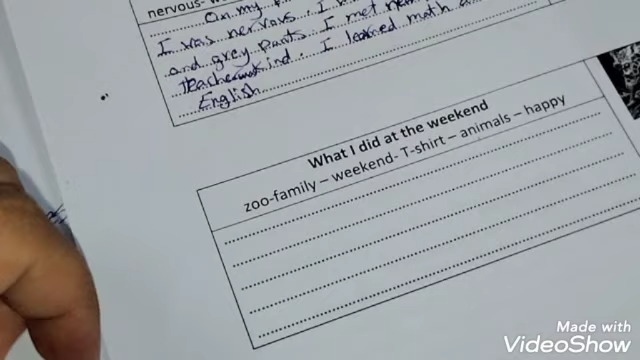 nervous-
On my
I was nervous. I
and grey pants. I met new
teacher kind. I learned math
English
What I did at the weekend
zoo-family – weekend- T-shirt – animals – happy
Made with
VideoShow